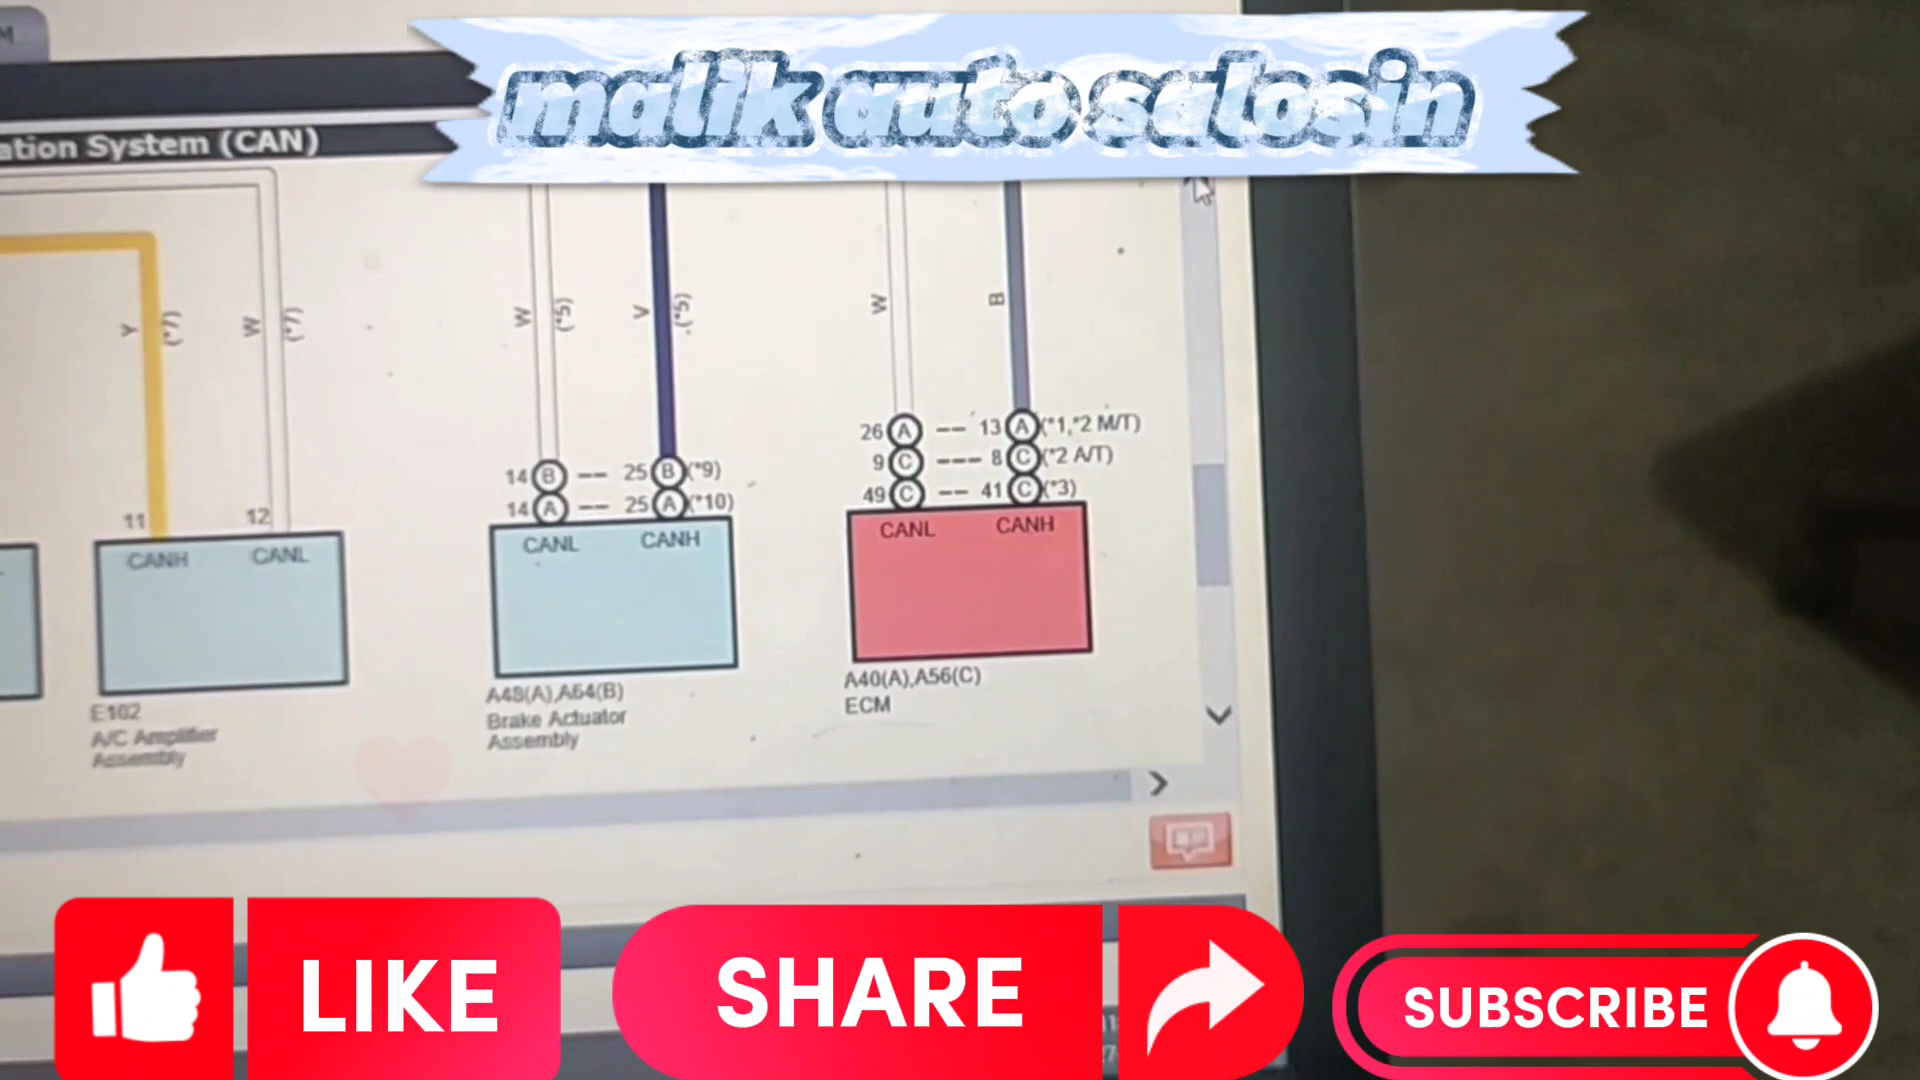 malik auto salosin
ation System (CAN)
Y
(*7)
W
(*7)
W
(*5)
V
(*5)
W
B
26 A -- 13 A (*1,*2 M/T)
9 C --- 8 C (*2 A/T)
49 C -- 41 C (*3)
14 B -- 25 B (*9)
14 A -- 25 A (*10)
11
12
CANH CANL
CANL CANH
CANL CANH
E102
A/C Amplifier
Assembly
A48(A),A64(B)
Brake Actuator
Assembly
A40(A),A56(C)
ECM
LIKE
SHARE
SUBSCRIBE